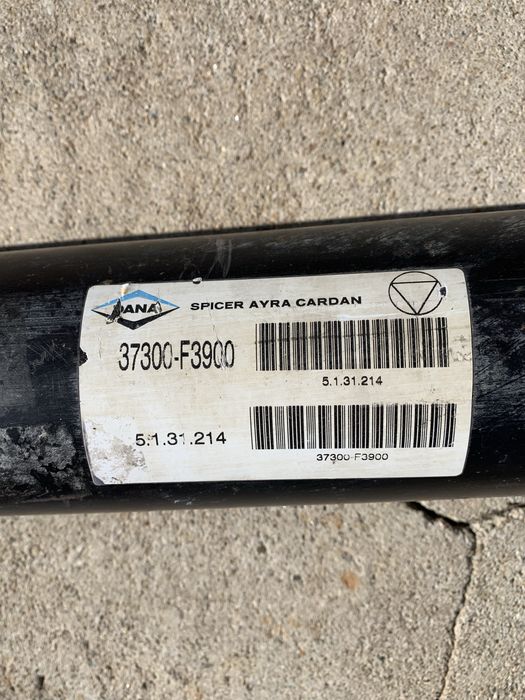 DANA
SPICER AYRA CARDAN
37300-F3900
5.1.31.214
5.1.31.214
37300-F3900